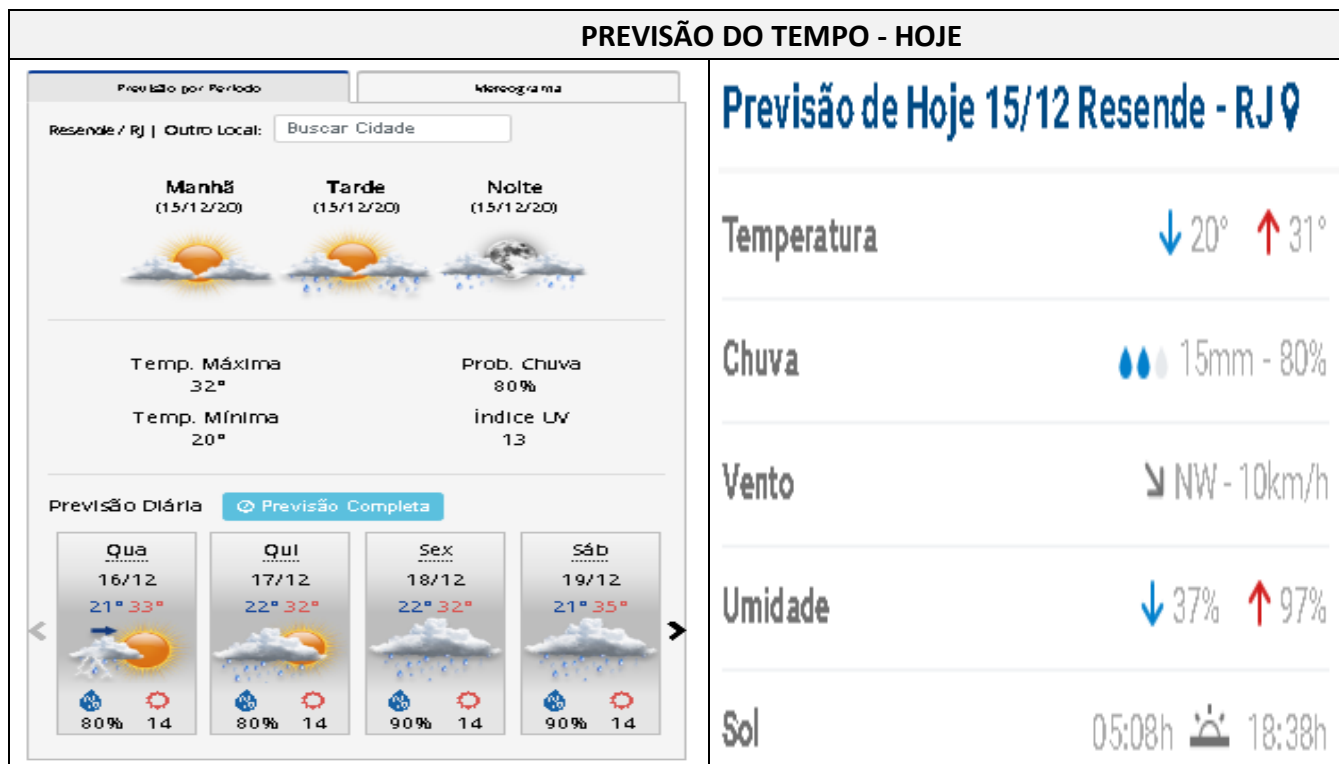 PREVISÃO DO TEMPO - HOJE
Previsão por Período
Meteograma
Resende / RJ | Outro Local: Buscar Cidade
Manhã Tarde Noite
(15/12/20) (15/12/20) (15/12/20)
Temp. Máxima Prob. Chuva
32° 80%
Temp. Mínima Índice UV
20° 13
Previsão Diária Previsão Completa
Qua Qui Sex Sáb
16/12 17/12 18/12 19/12
21° 33° 22° 32° 22° 32° 21° 35°
80% 14 80% 14 90% 14 90% 14
Previsão de Hoje 15/12 Resende - RJ
Temperatura 20° 31°
Chuva 15mm - 80%
Vento NW - 10km/h
Umidade 37% 97%
Sol 05:08h 18:38h